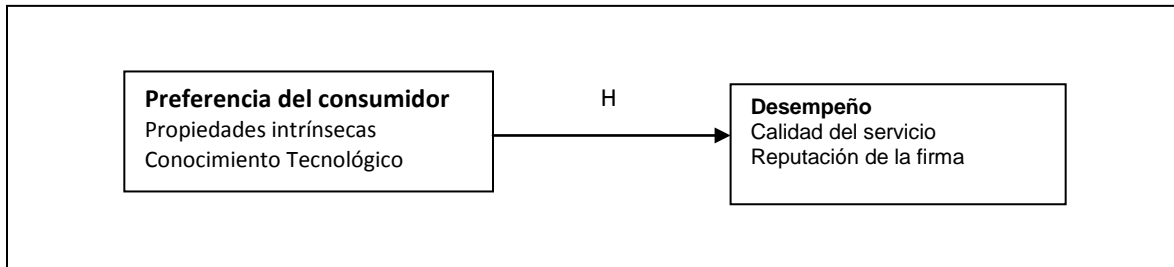 Preferencia del consumidor
Propiedades intrínsecas
Conocimiento Tecnológico
H
Desempeño
Calidad del servicio
Reputación de la firma